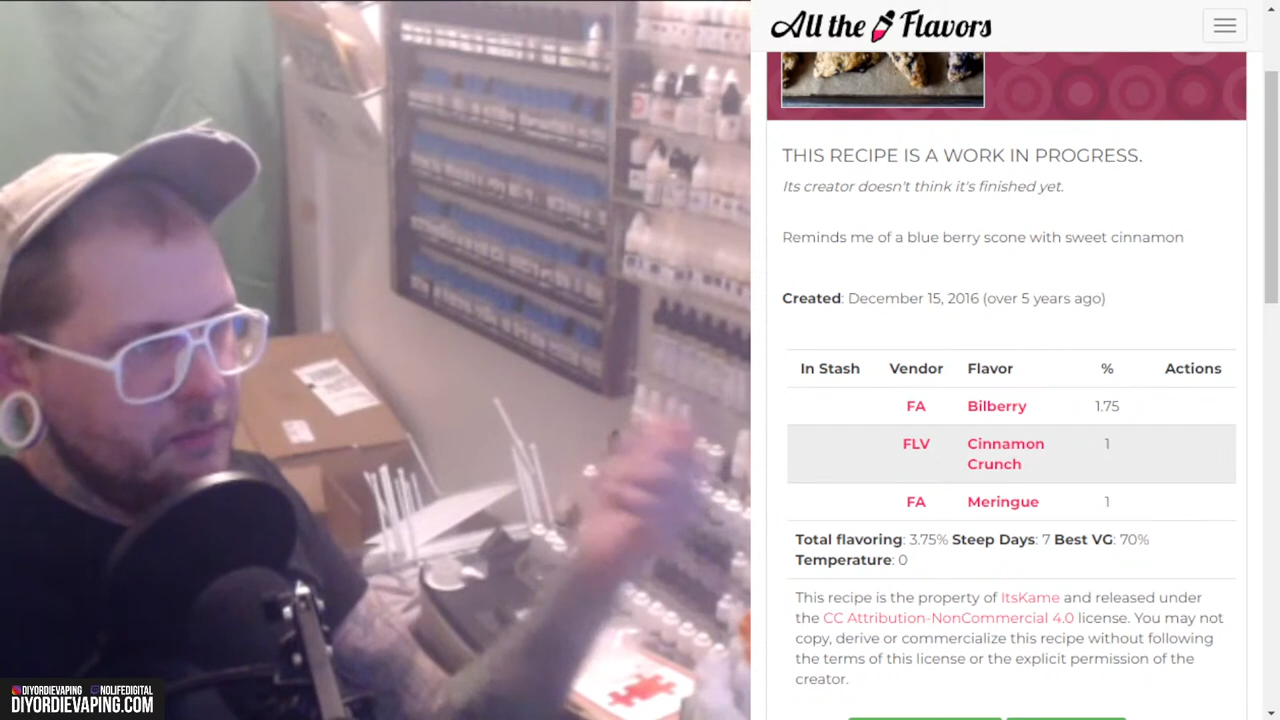 All the Flavors
THIS RECIPE IS A WORK IN PROGRESS.
Its creator doesn't think it's finished yet.
Reminds me of a blue berry scone with sweet cinnamon
Created: December 15, 2016 (over 5 years ago)
In Stash Vendor Flavor % Actions
FA Bilberry 1.75
FLV Cinnamon Crunch 1
FA Meringue 1
Total flavoring: 3.75% Steep Days: 7 Best VG: 70%
Temperature: 0
This recipe is the property of ItsKame and released under
the CC Attribution-NonCommercial 4.0 license. You may not
copy, derive or commercialize this recipe without following
the terms of this license or the explicit permission of the
creator.
DIYORDIEVAPING NOLIFEDIGITAL
DIYORDIEVAPING.COM